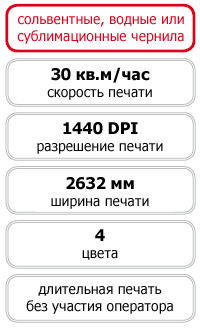 сольвентные, водные или
сублимационные чернила
30 кв.м/час
скорость печати
1440 DPI
разрешение печати
2632 мм
ширина печати
4
цвета
длительная печать
без участия оператора